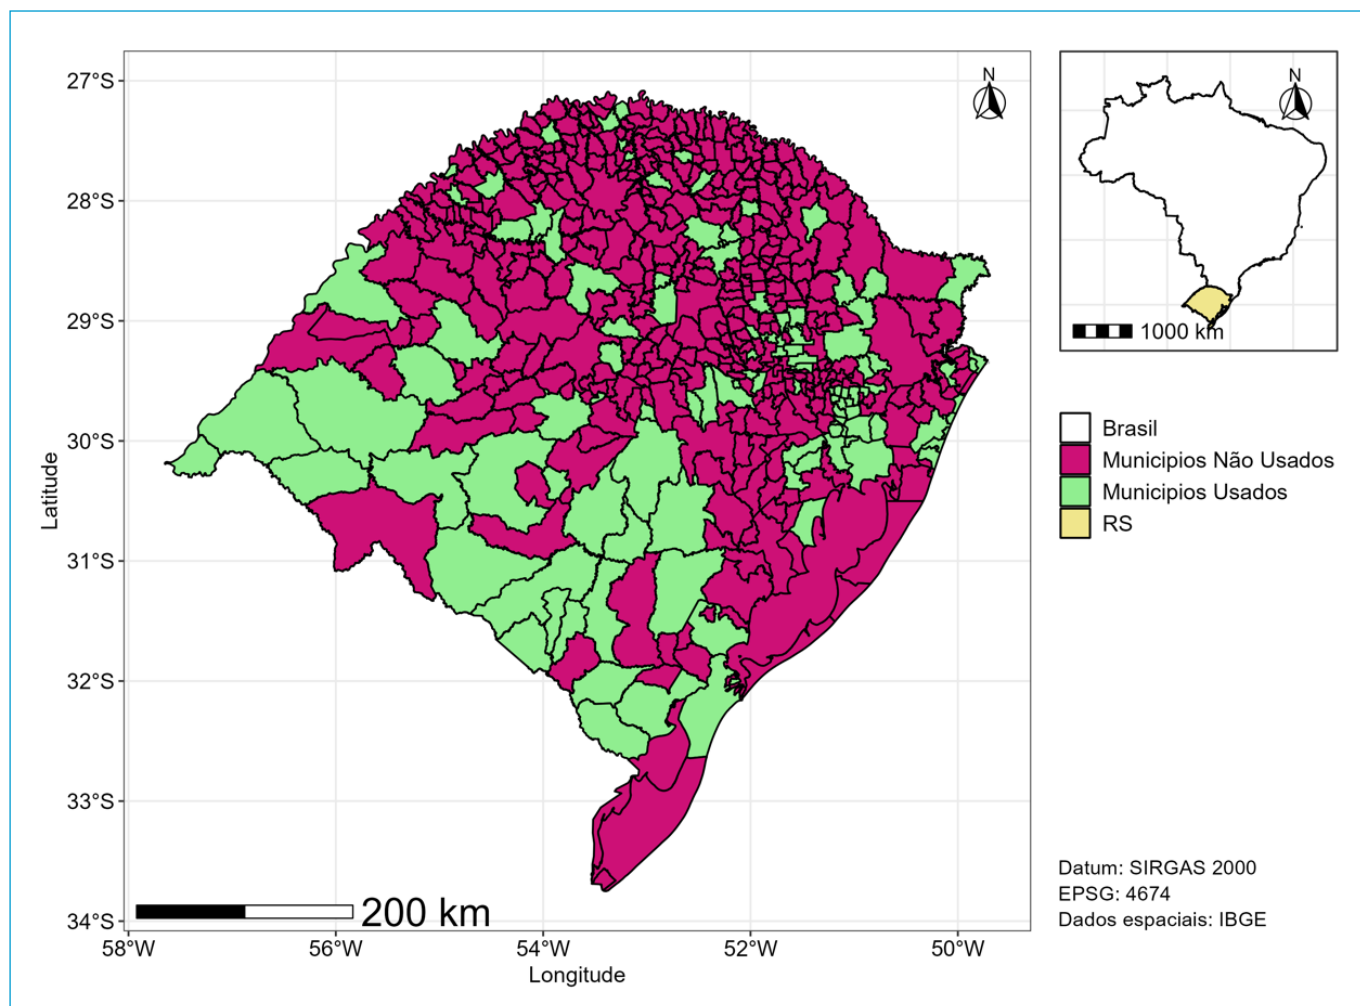 27°S
28°S
29°S
30°S
31°S
32°S
33°S
34°S
Latitude
58°W
56°W
54°W
52°W
50°W
Longitude
N
200 km
N
1000 km
Brasil
Municipios Não Usados
Municipios Usados
RS
Datum: SIRGAS 2000
EPSG: 4674
Dados espaciais: IBGE